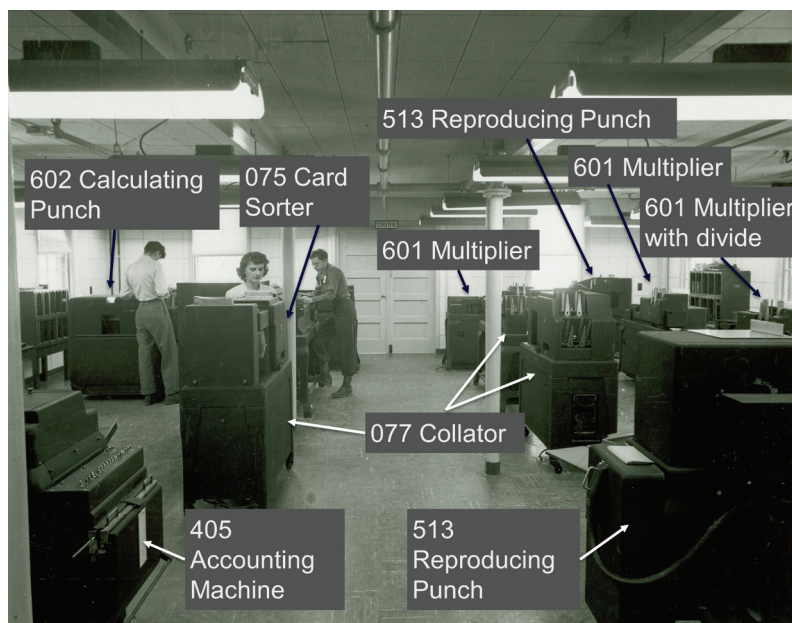 513 Reproducing Punch
602 Calculating
Punch
075 Card
Sorter
601 Multiplier
601 Multiplier
with divide
601 Multiplier
077 Collator
405
Accounting
Machine
513
Reproducing
Punch